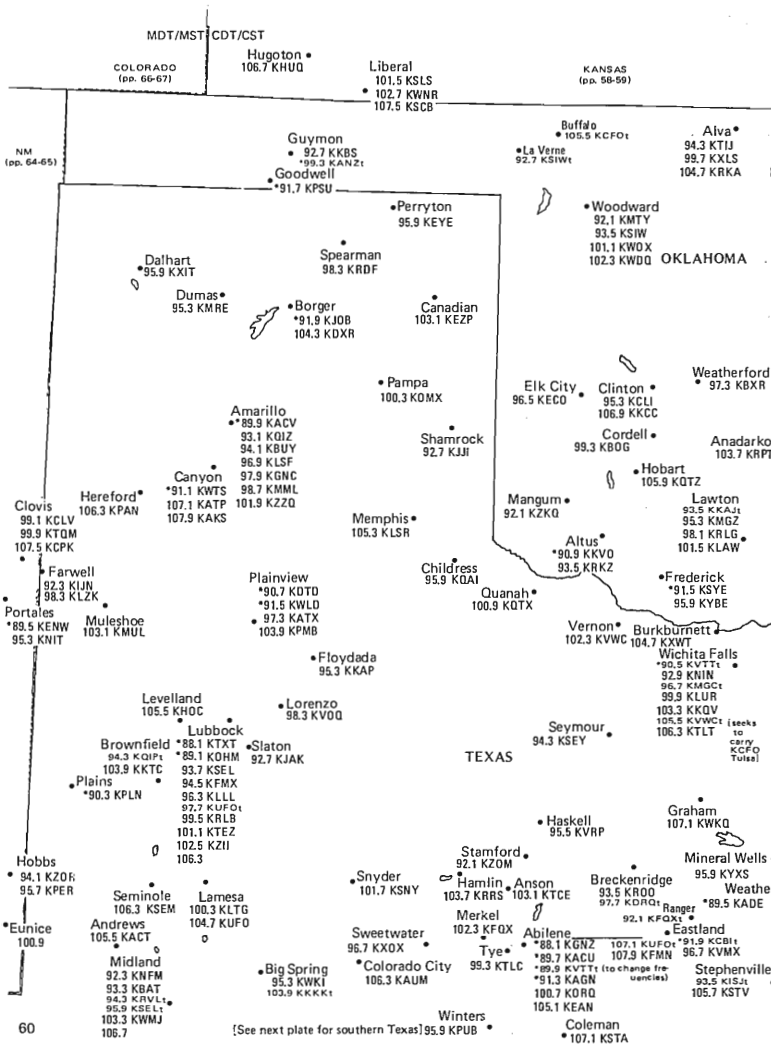 MDT/MST CDT/CST
COLORADO
(pp. 66-67)
Hugoton
106.7 KHUQ
Liberal
101.5 KSLS
102.7 KWNR
107.5 KSCB
KANSAS
(pp. 58-59)
NM
(pp. 64-65)
Guymon
92.7 KKBS
*99.3 KANZt
Goodwell
*91.7 KPSU
Buffalo
105.5 KCFOt
La Verne
92.7 KSIWt
Alva
94.3 KTIJ
99.7 KXLS
104.7 KRKA
Perryton
95.9 KEYE
Woodward
92.1 KMTY
93.5 KSIW
101.1 KWOX
102.3 KWDQ
OKLAHOMA
Spearman
98.3 KRDF
Dalhart
95.9 KXIT
Dumas
95.3 KMRE
Borger
*91.9 KJOB
104.3 KDXR
Canadian
103.1 KEZP
Pampa
100.3 KOMX
Elk City
96.5 KECO
Clinton
95.3 KCLI
106.9 KKCC
Weatherford
97.3 KBXR
Amarillo
*89.9 KACV
93.1 KQIZ
94.1 KBUY
96.9 KLSF
97.9 KGNC
98.7 KMML
101.9 KZZQ
Shamrock
92.7 KJJI
Cordell
99.3 KBOG
Anadarko
103.7 KRPT
Canyon
*91.1 KWTS
107.1 KATP
107.9 KAKS
Hobart
105.9 KQTZ
Hereford
106.3 KPAN
Clovis
99.1 KCLV
99.9 KTQM
107.5 KCPK
Memphis
105.3 KLSR
Mangum
92.1 KZKQ
Lawton
93.5 KKAJt
95.3 KMGZ
98.1 KRLG
101.5 KLAW
Altus
*90.9 KKVO
93.5 KRKZ
Farwell
92.3 KIJN
98.3 KLZK
Plainview
*90.7 KDTD
*91.5 KWLD
97.3 KATX
103.9 KPMB
Childress
95.9 KQAI
Quanah
100.9 KQTX
Frederick
*91.5 KSYE
95.9 KYBE
Portales
*89.5 KENW
95.3 KNIT
Muleshoe
103.1 KMUL
Vernon
102.3 KVWC
Burkburnett
104.7 KXWT
Floydada
95.3 KKAP
Wichita Falls
*90.5 KVTTt
92.9 KNIN
96.7 KMGCt
99.9 KLUR
103.3 KKQV
105.5 KVWCt [seeks
106.3 KTLT to
carry
KCFO
Tulsa]
Levelland
105.5 KHOC
Lorenzo
98.3 KVOQ
Seymour
94.3 KSEY
Lubbock
*88.1 KTXT
*89.1 KOHM
93.7 KSEL
94.5 KFMX
96.3 KLLL
97.7 KUFOt
99.5 KRLB
101.1 KTEZ
102.5 KZII
106.3
Brownfield
94.3 KQIPt
103.9 KKTC
Slaton
92.7 KJAK
TEXAS
Plains
*90.3 KPLN
Graham
107.1 KWKQ
Haskell
95.5 KVRP
Stamford
92.1 KZOM
Mineral Wells
95.9 KYXS
Hobbs
94.1 KZOR
95.7 KPER
Seminole
106.3 KSEM
Lamesa
100.3 KLTG
104.7 KUFO
Snyder
101.7 KSNY
Hamlin
103.7 KRRS
Anson
103.1 KTCE
Breckenridge
93.5 KROO
97.7 KDRQt
Weathe
*89.5 KADE
Ranger
92.1 KFQXt
Eunice
100.9
Andrews
105.5 KACT
Merkel
102.3 KFQX
Eastland
*91.9 KCBIt
96.7 KVMX
Sweetwater
96.7 KXOX
Tye
99.3 KTLC
Abilene
*88.1 KGNZ 107.1 KUFOt
*89.7 KACU 107.9 KFMN
*89.9 KVTTt (to change fre-
*91.3 KAGN uencies)
100.7 KORQ
105.1 KEAN
Midland
92.3 KNFM
93.3 KBAT
94.3 KRVLt
95.9 KSELt
103.3 KWMJ
106.7
Big Spring
95.3 KWKI
103.9 KKKKt
Colorado City
106.3 KAUM
Stephenville
93.5 KISJt
105.7 KSTV
60
[See next plate for southern Texas]
Winters
95.9 KPUB
Coleman
107.1 KSTA